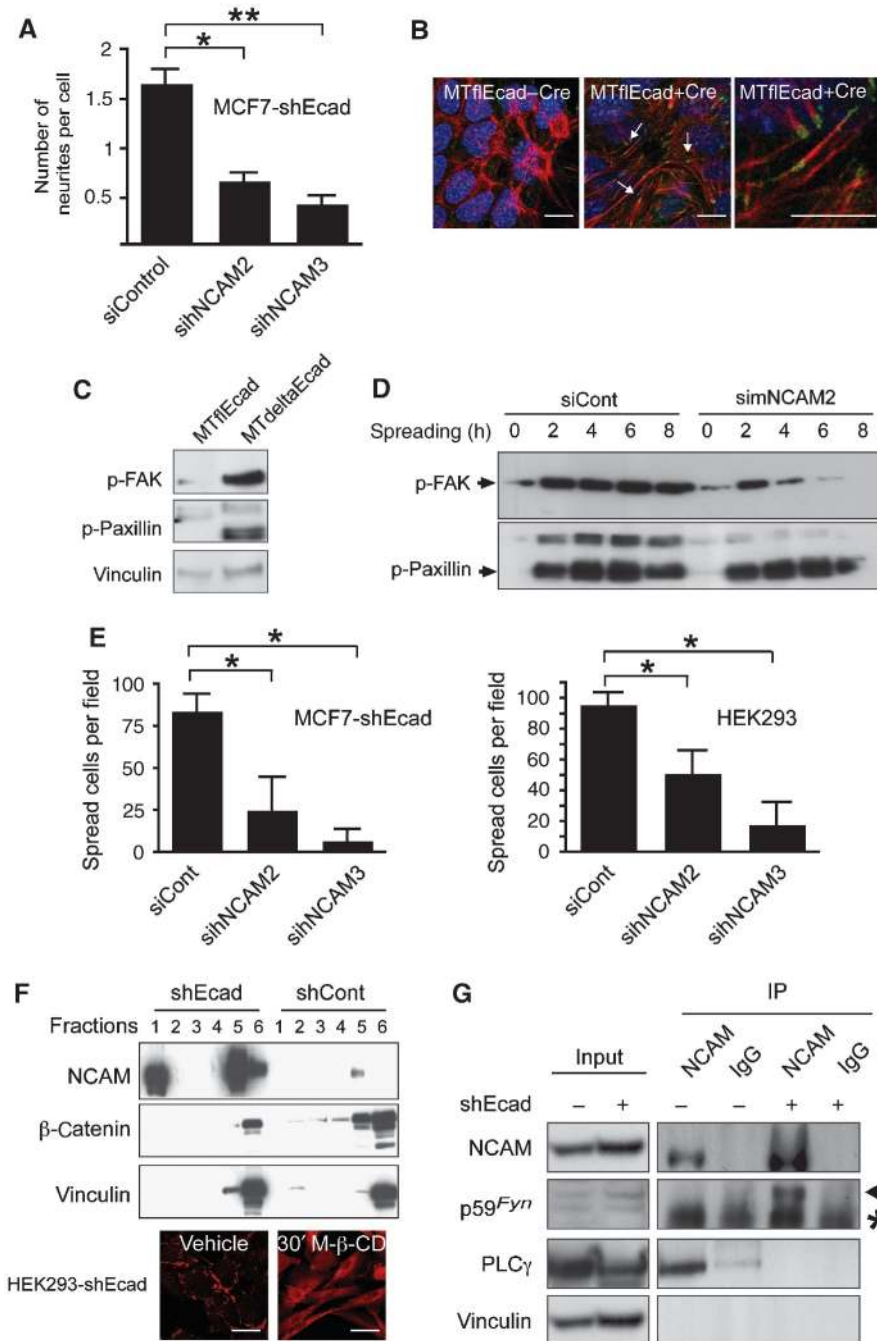 A
* **
Number of neurites per cell
2
1.5
1
0.5
MCF7-shEcad
siControl
sihNCAM2
sihNCAM3
B
MTflEcad–Cre
MTflEcad+Cre
MTflEcad+Cre
C
MTflEcad
MTdeltaEcad
p-FAK
p-Paxillin
Vinculin
D
siCont simNCAM2
Spreading (h) 0 2 4 6 8 0 2 4 6 8
p-FAK
p-Paxillin
E
*
*
Spread cells per field
100
75
50
25
0
MCF7-shEcad
siCont
sihNCAM2
sihNCAM3
*
*
Spread cells per field
100
80
60
40
20
0
HEK293
siCont
sihNCAM2
sihNCAM3
F
shEcad shCont
Fractions 1 2 3 4 5 6 1 2 3 4 5 6
NCAM
β-Catenin
Vinculin
Vehicle
30′ M-β-CD
HEK293-shEcad
G
IP
Input
NCAM
IgG
NCAM
IgG
shEcad – + – – + +
NCAM
p59Fyn
*
PLCγ
Vinculin